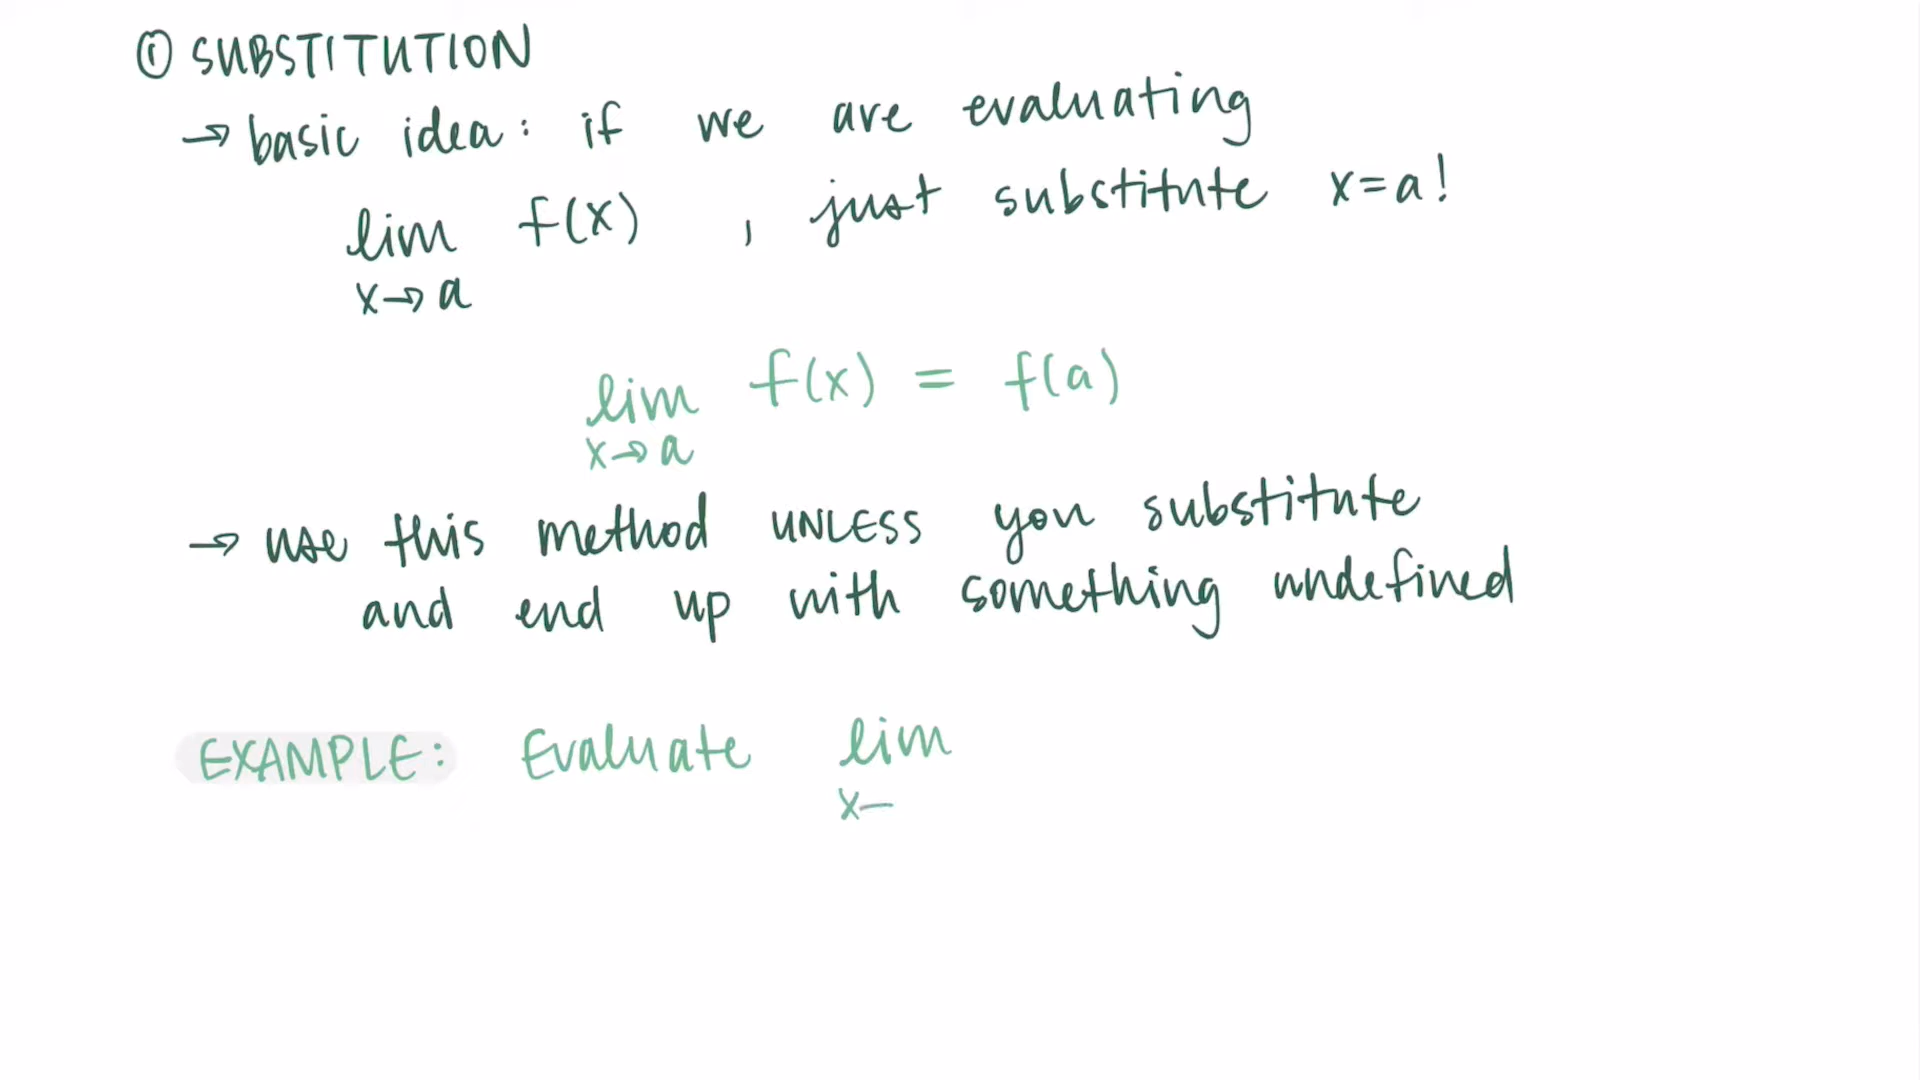 ① SUBSTITUTION
→ basic idea: if we are evaluating
lim f(x) , just substitute x=a!
x→a
lim f(x) = f(a)
x→a
→ use this method UNLESS you substitute
and end up with something undefined
EXAMPLE: Evaluate lim
x–